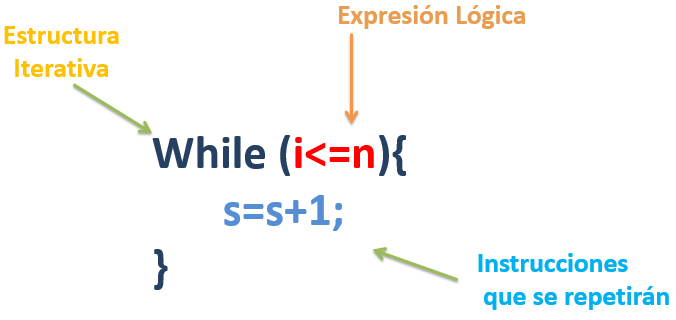 Expresión Lógica
Estructura
Iterativa
While (i<=n){
s=s+1;
}
Instrucciones
que se repetirán